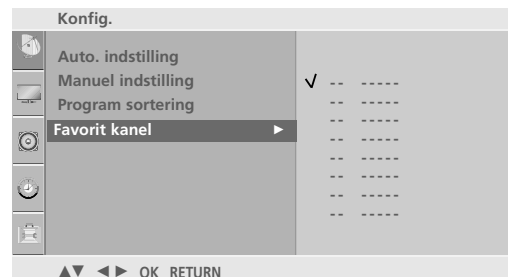 Konfig.
Auto. indstilling
Manuel indstilling
Program sortering
Favorit kanel ►
√ -- -----
-- -----
-- -----
-- -----
-- -----
-- -----
-- -----
-- -----
▲▼ ◄► OK RETURN